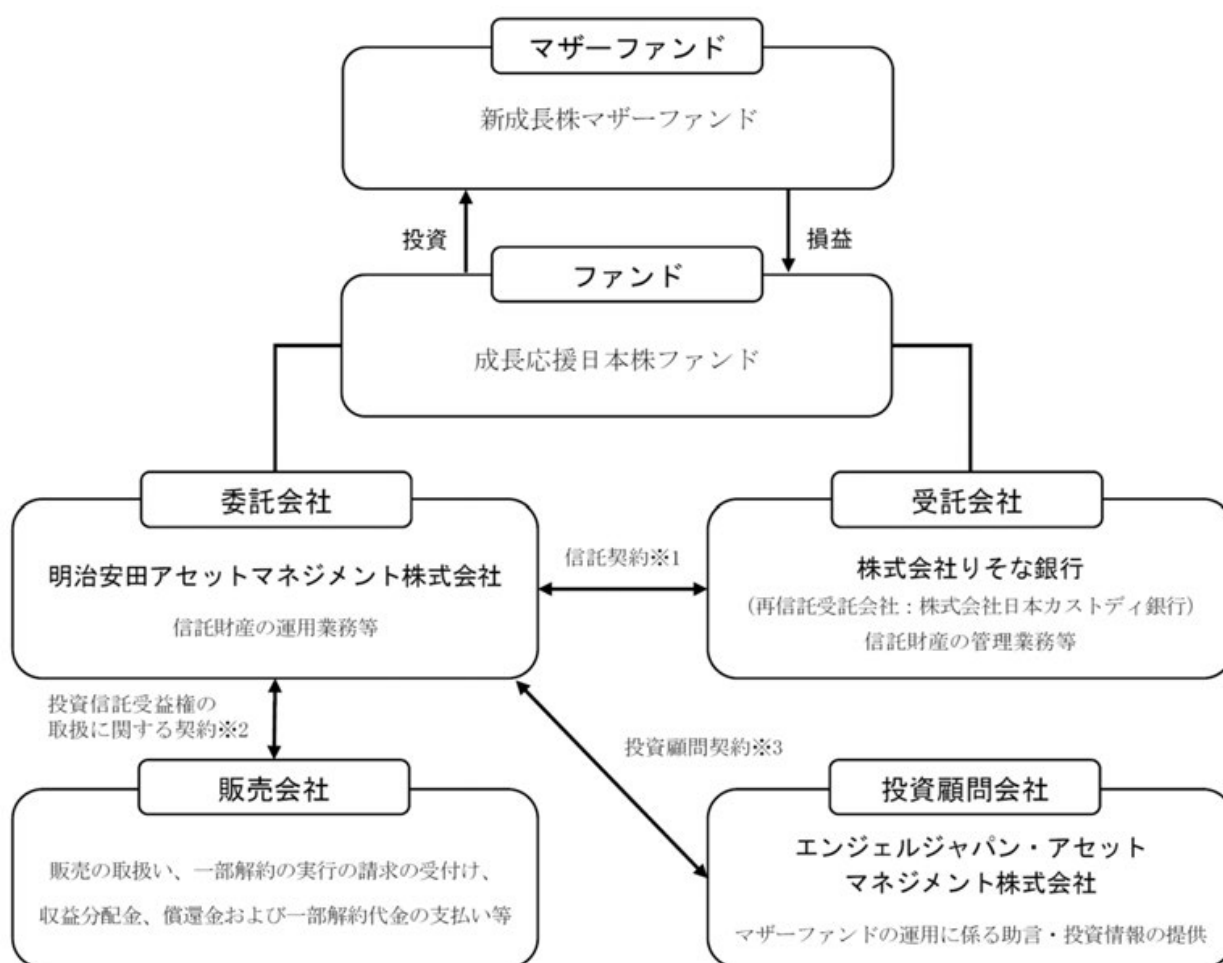 マザーファンド
新成長株マザーファンド
投資
損益
ファンド
成長応援日本株ファンド
委託会社
明治安田アセットマネジメント株式会社
信託財産の運用業務等
信託契約※1
受託会社
株式会社りそな銀行
(再信託受託会社:株式会社日本カストディ銀行)
信託財産の管理業務等
投資信託受益権の
取扱に関する契約※2
投資顧問契約※3
販売会社
販売の取扱い、一部解約の実行の請求の受付け、
収益分配金、償還金および一部解約代金の支払い等
投資顧問会社
エンジェルジャパン・アセット
マネジメント株式会社
マザーファンドの運用に係る助言・投資情報の提供